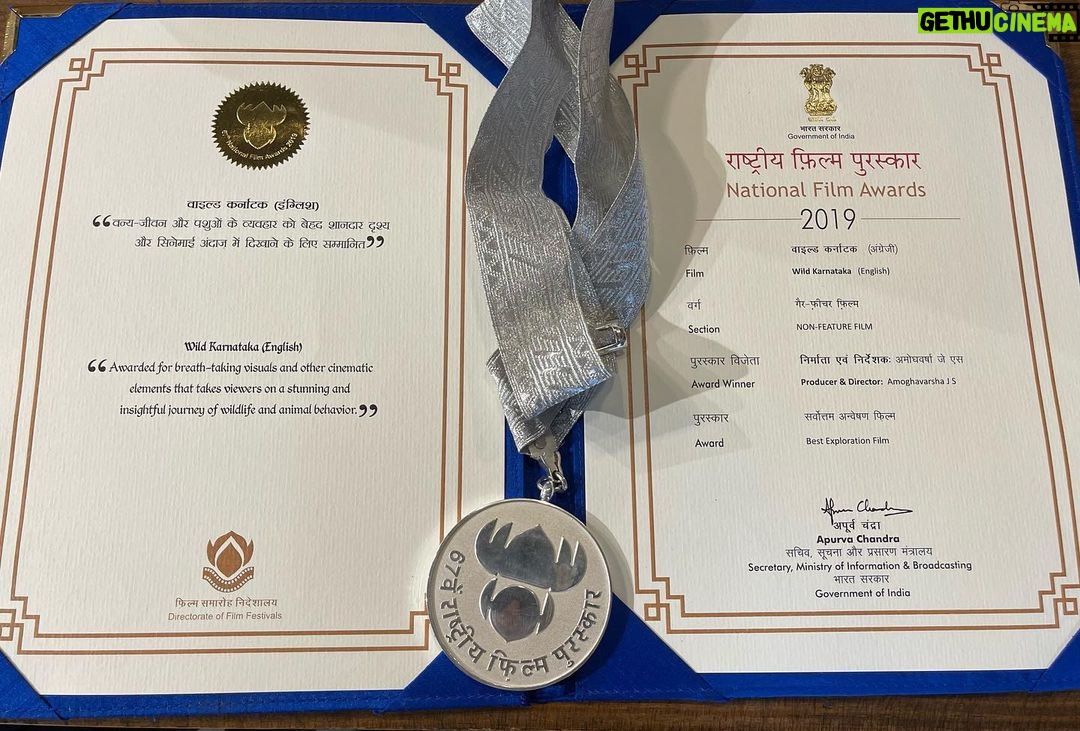 GETHUCINEMA
National Film Awards 2019
वाइल्ड कर्नाटक (इंग्लिश)
❝वन्य-जीवन और पशुओं के व्यवहार को बेहद शानदार दृश्य
और सिनेमाई अंदाज़ में दिखाने के लिए सम्मानित❞
Wild Karnataka (English)
❝Awarded for breath-taking visuals and other cinematic
elements that takes viewers on a stunning and
insightful journey of wildlife and animal behavior.❞
फ़िल्म समारोह निदेशालय
Directorate of Film Festivals
67वें राष्ट्रीय फ़िल्म पुरस्कार
भारत सरकार
Government of India
राष्ट्रीय फ़िल्म पुरस्कार
National Film Awards
2019
फ़िल्म वाइल्ड कर्नाटक (अंग्रेजी)
Film Wild Karnataka (English)
वर्ग गैर-फ़ीचर फ़िल्म
Section NON-FEATURE FILM
पुरस्कार विजेता निर्माता एवं निर्देशक: अमोघवर्षा जे एस
Award Winner Producer & Director: Amoghavarsha J S
पुरस्कार सर्वोत्तम अन्वेषण फ़िल्म
Award Best Exploration Film
अपूर्व चंद्रा
Apurva Chandra
सचिव, सूचना और प्रसारण मंत्रालय
Secretary, Ministry of Information & Broadcasting
भारत सरकार
Government of India